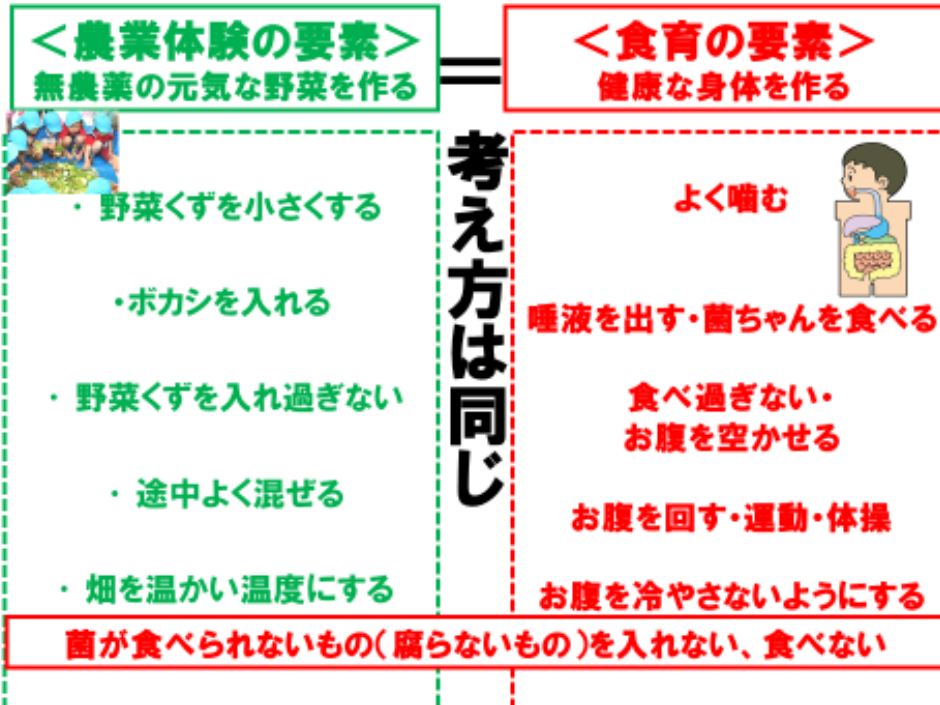 ＜農業体験の要素＞
無農薬の元気な野菜を作る
＝
＜食育の要素＞
健康な身体を作る
考え方は同じ
・ 野菜くずを小さくする
・ボカシを入れる
・ 野菜くずを入れ過ぎない
・ 途中よく混ぜる
・ 畑を温かい温度にする
よく噛む
唾液を出す・菌ちゃんを食べる
食べ過ぎない・
お腹を空かせる
お腹を回す・運動・体操
お腹を冷やさないようにする
菌が食べられないもの（腐らないもの）を入れない、食べない